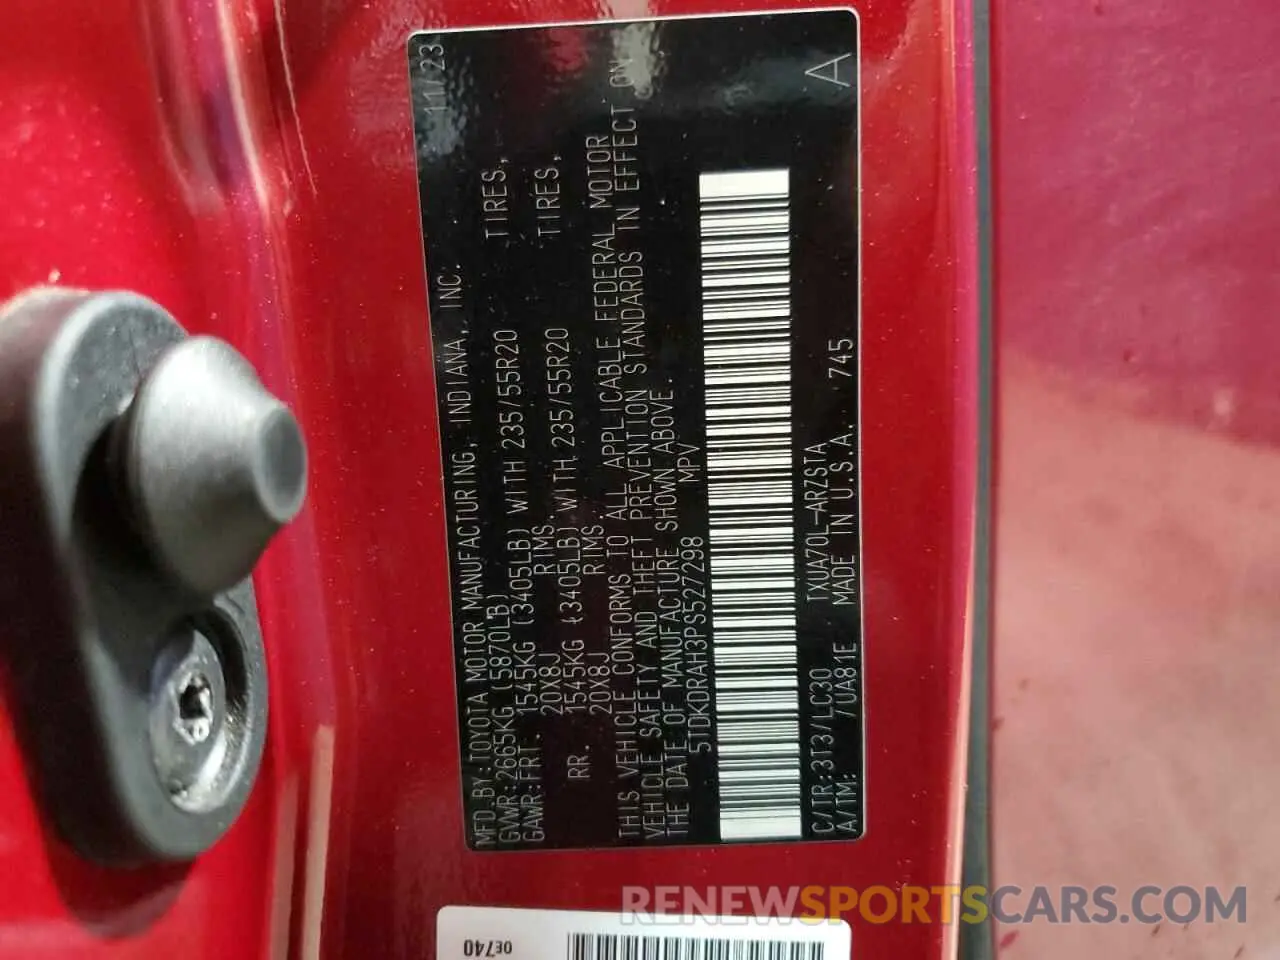 MFD.BY:TOYOTA MOTOR MANUFACTURING, INDIANA, INC. 11/23
GVWR:2665KG (5870LB)
GAWR:FRT. 1545KG (3405LB) WITH 235/55R20 TIRES,
20X8J RIMS,
RR. 1545KG (3405LB) WITH 235/55R20 TIRES,
20X8J RIMS.
THIS VEHICLE CONFORMS TO ALL APPLICABLE FEDERAL MOTOR
VEHICLE SAFETY AND THEFT PREVENTION STANDARDS IN EFFECT ON
THE DATE OF MANUFACTURE SHOWN ABOVE.
5TDKDRAH3PS527298 MPV
C/TR:3T3/LC30 TXUA70L-ARZSTA A
A/TM: /UA81E MADE IN U.S.A. 745
0E740
RENEWSPORTSCARS.COM